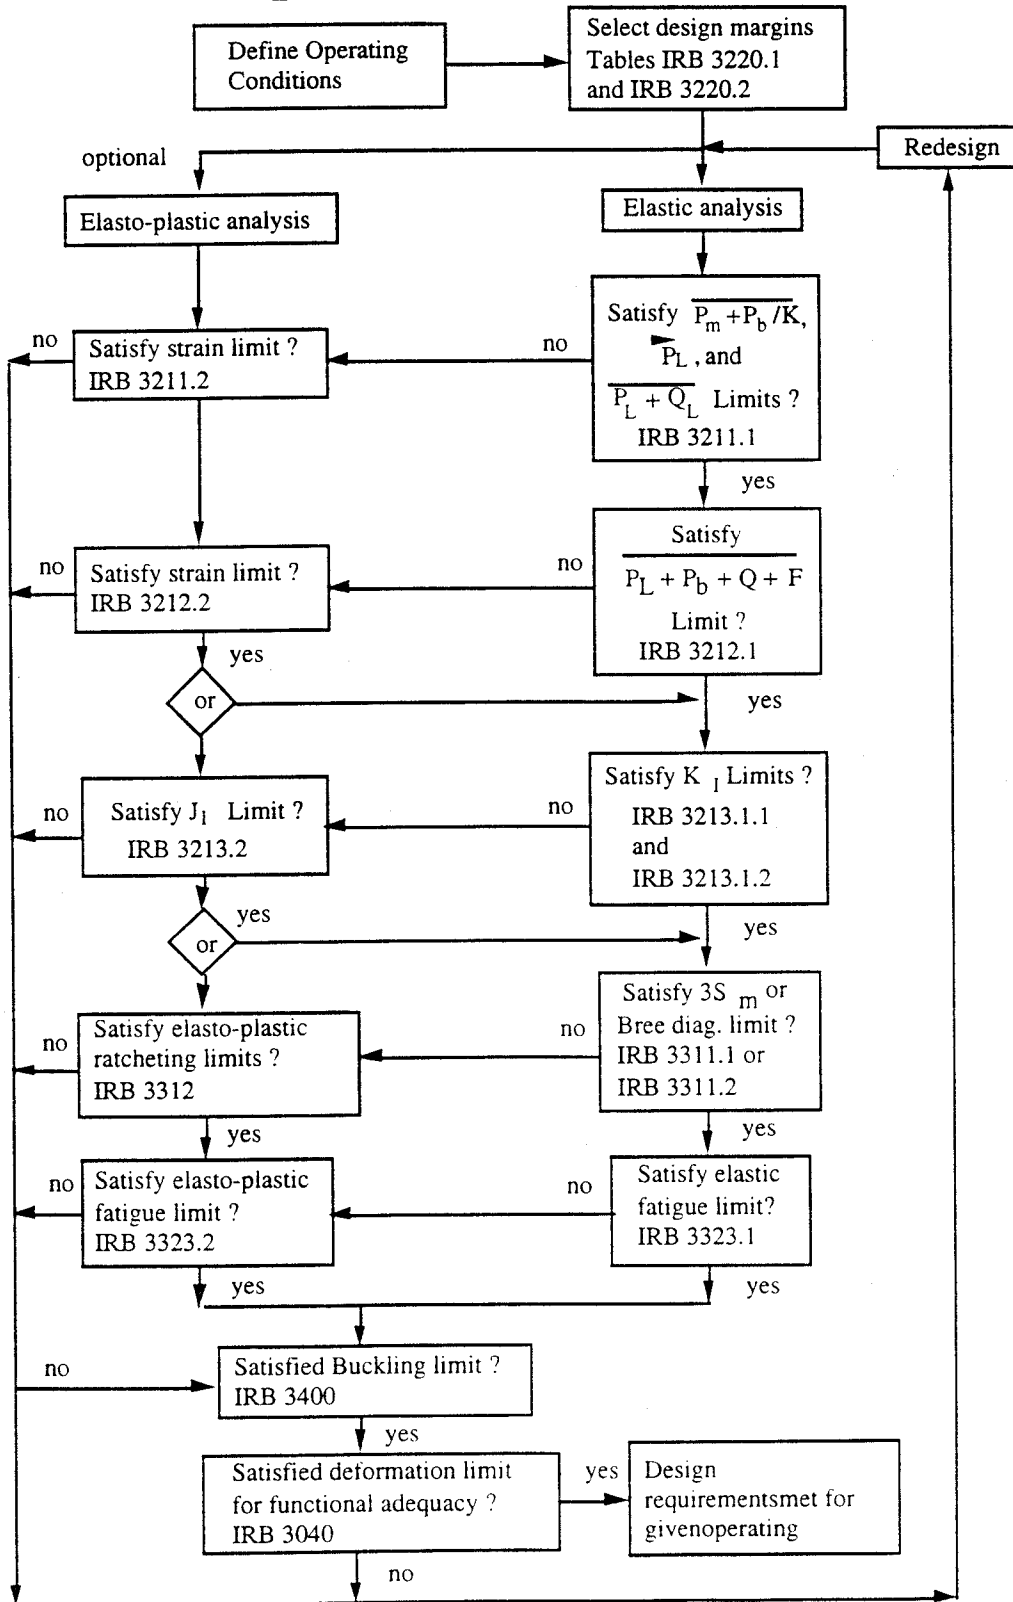 Define Operating
Conditions
Select design margins
Tables IRB 3220.1
and IRB 3220.2
Redesign
optional
Elasto-plastic analysis
Elastic analysis
Satisfy P_m + P_b /K,
P_L , and
P_L + Q_L Limits ?
IRB 3211.1
no
Satisfy strain limit ?
IRB 3211.2
no
yes
Satisfy
P_L + P_b + Q + F
Limit ?
IRB 3212.1
no
Satisfy strain limit ?
IRB 3212.2
no
yes
or
yes
Satisfy K_I Limits ?
IRB 3213.1.1
and
IRB 3213.1.2
no
Satisfy J_I Limit ?
IRB 3213.2
no
yes
or
yes
Satisfy 3S_m or
Bree diag. limit ?
IRB 3311.1 or
IRB 3311.2
no
Satisfy elasto-plastic
ratcheting limits ?
IRB 3312
no
yes
yes
Satisfy elastic
fatigue limit?
IRB 3323.1
no
Satisfy elasto-plastic
fatigue limit ?
IRB 3323.2
no
yes
yes
no
Satisfied Buckling limit ?
IRB 3400
yes
Satisfied deformation limit
for functional adequacy ?
IRB 3040
yes
Design
requirementsmet for
givenoperating
no